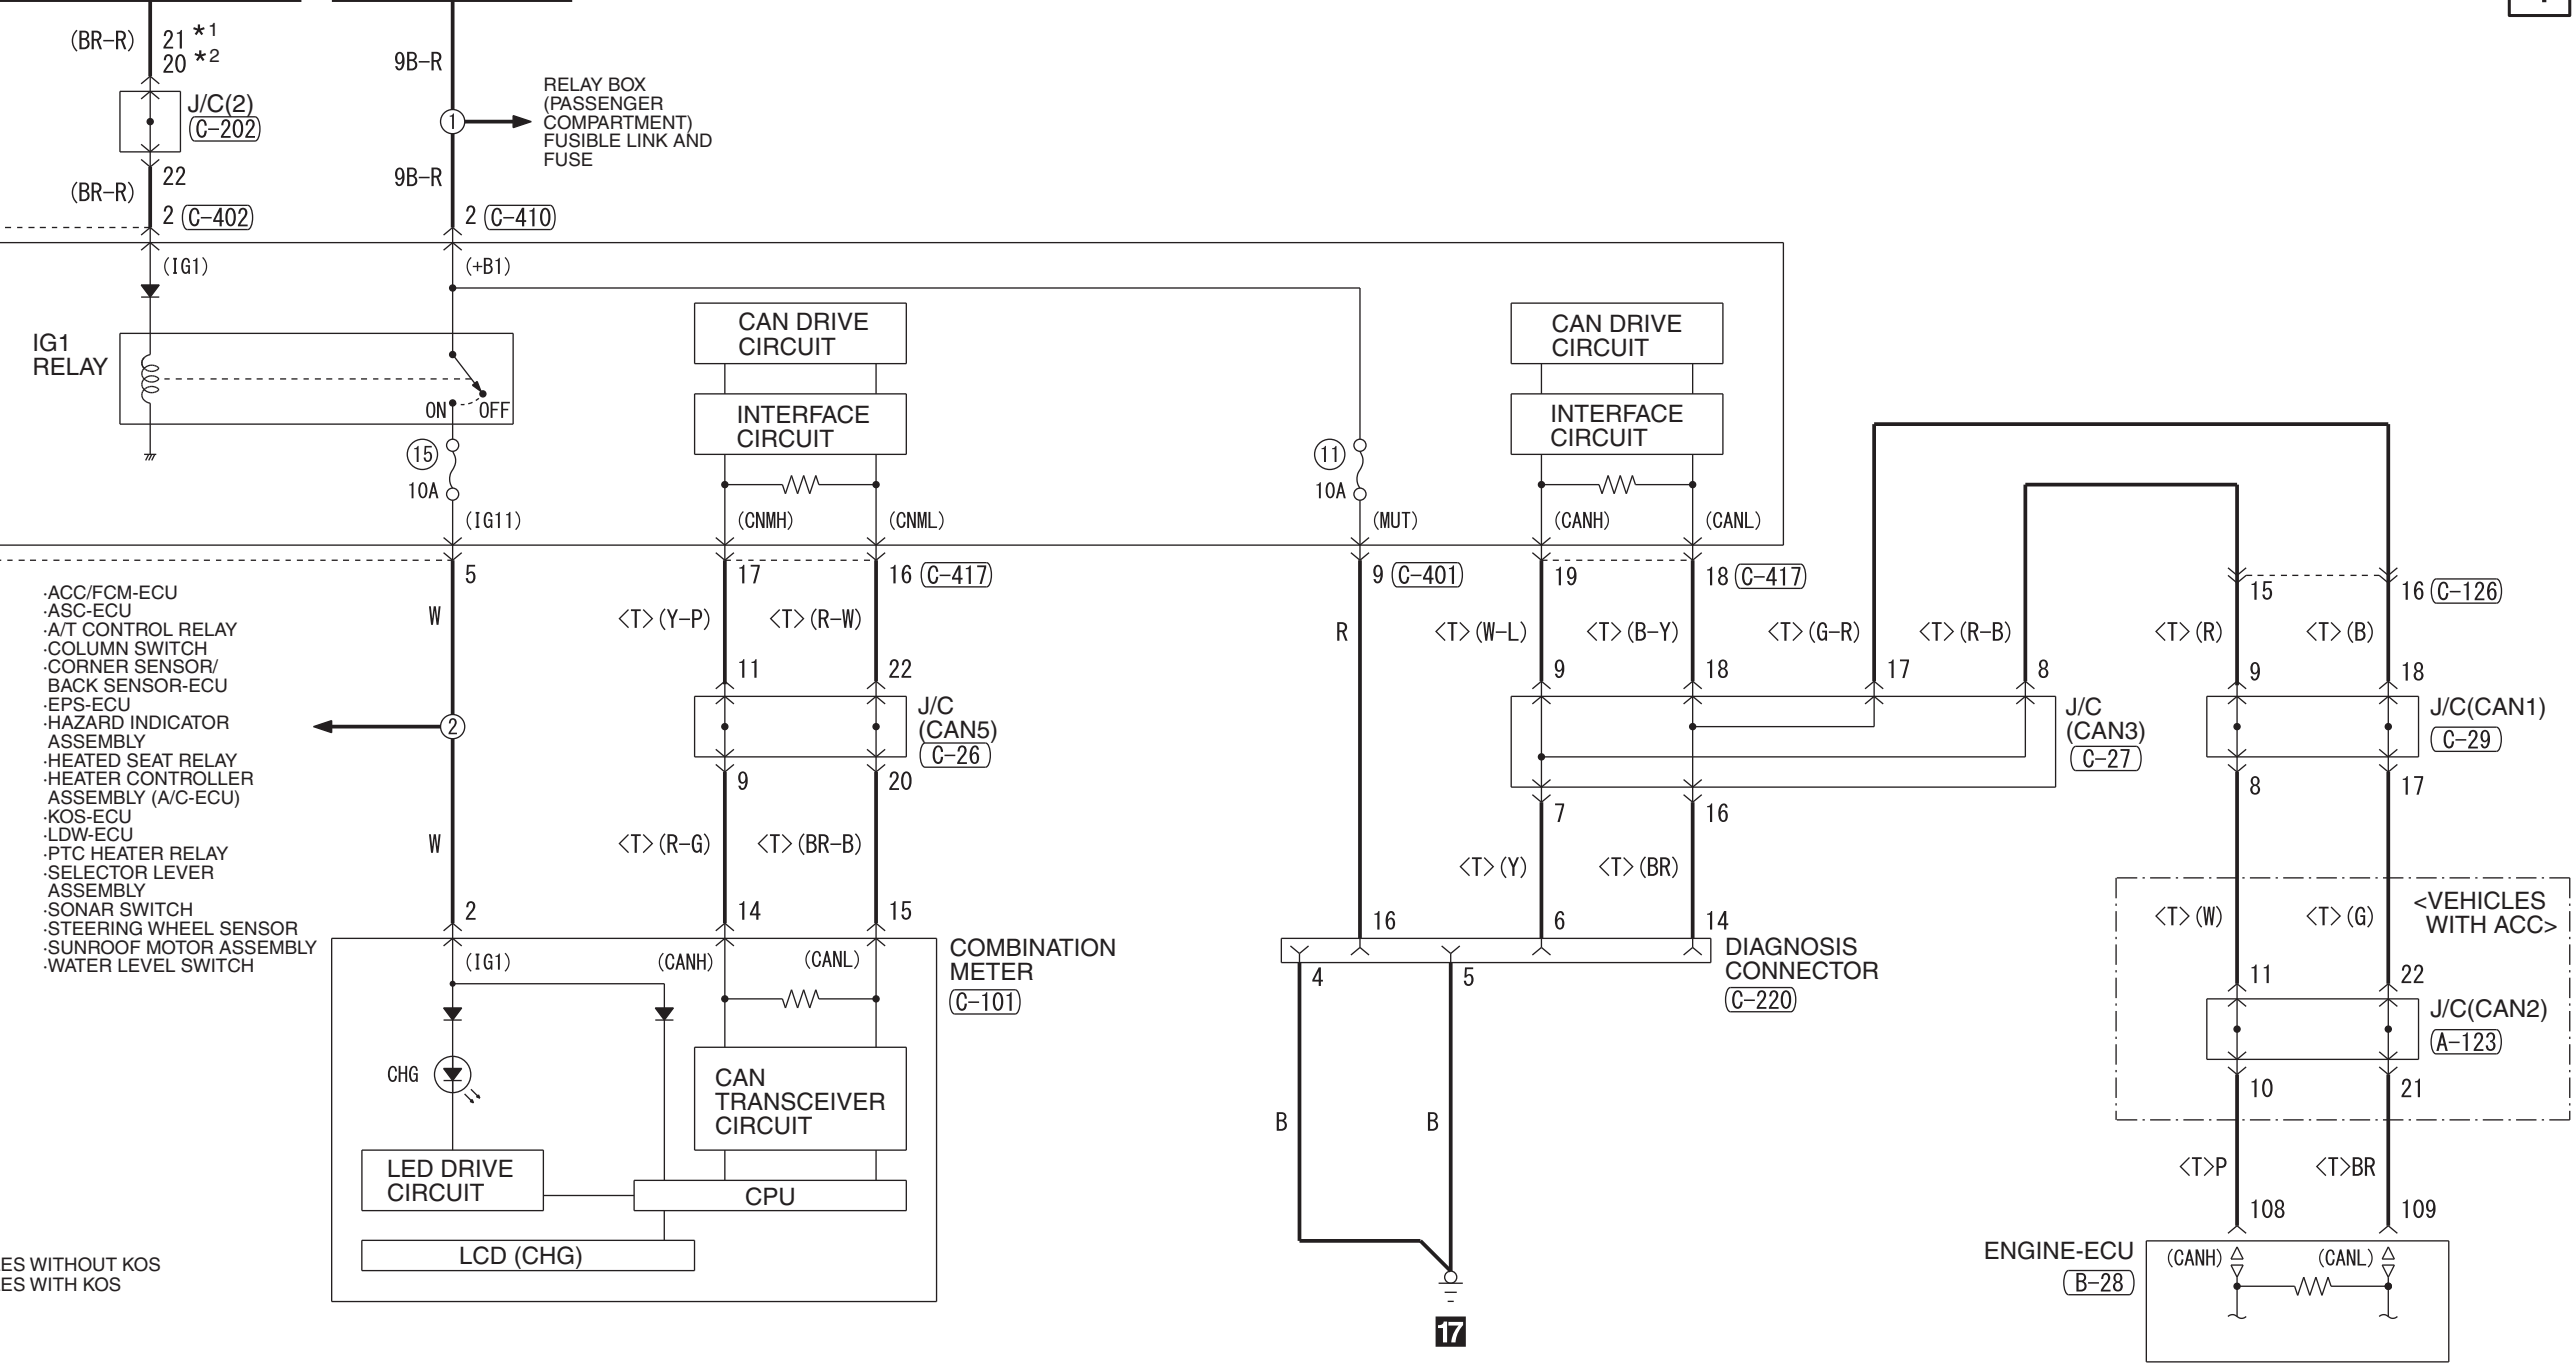 (BR-R)
21 *1
20 *2
J/C(2)
C-202
22
(BR-R)
2 C-402
9B-R
1
RELAY BOX
(PASSENGER
COMPARTMENT)
FUSIBLE LINK AND
FUSE
9B-R
2 C-410
(IG1)
(+B1)
IG1
RELAY
ON
OFF
CAN DRIVE
CIRCUIT
INTERFACE
CIRCUIT
CAN DRIVE
CIRCUIT
INTERFACE
CIRCUIT
15
10A
11
10A
(IG11)
(CNMH)
(CNML)
(MUT)
(CANH)
(CANL)
5
17
16 C-417
9 C-401
19
18 C-417
15
16 C-126
·ACC/FCM-ECU
·ASC-ECU
·A/T CONTROL RELAY
·COLUMN SWITCH
·CORNER SENSOR/
BACK SENSOR-ECU
·EPS-ECU
·HAZARD INDICATOR
ASSEMBLY
·HEATED SEAT RELAY
·HEATER CONTROLLER
ASSEMBLY (A/C-ECU)
·KOS-ECU
·LDW-ECU
·PTC HEATER RELAY
·SELECTOR LEVER
ASSEMBLY
·SONAR SWITCH
·STEERING WHEEL SENSOR
·SUNROOF MOTOR ASSEMBLY
·WATER LEVEL SWITCH
W
<T>(Y-P)
<T>(R-W)
R
<T>(W-L)
<T>(B-Y)
<T>(G-R)
<T>(R-B)
<T>(R)
<T>(B)
11
22
9
18
17
8
9
18
2
J/C
(CAN5)
C-26
J/C
(CAN3)
C-27
J/C(CAN1)
C-29
9
20
7
16
8
17
W
<T>(R-G)
<T>(BR-B)
<T>(Y)
<T>(BR)
<T>(W)
<T>(G)
<VEHICLES
WITH ACC>
2
14
15
16
6
14
11
22
COMBINATION
METER
C-101
(IG1)
(CANH)
(CANL)
4
5
DIAGNOSIS
CONNECTOR
C-220
J/C(CAN2)
A-123
10
21
CHG
CAN
TRANSCEIVER
CIRCUIT
B
B
<T>P
<T>BR
LED DRIVE
CIRCUIT
CPU
LCD (CHG)
108
109
ES WITHOUT KOS
ES WITH KOS
17
ENGINE-ECU
B-28
(CANH)
(CANL)